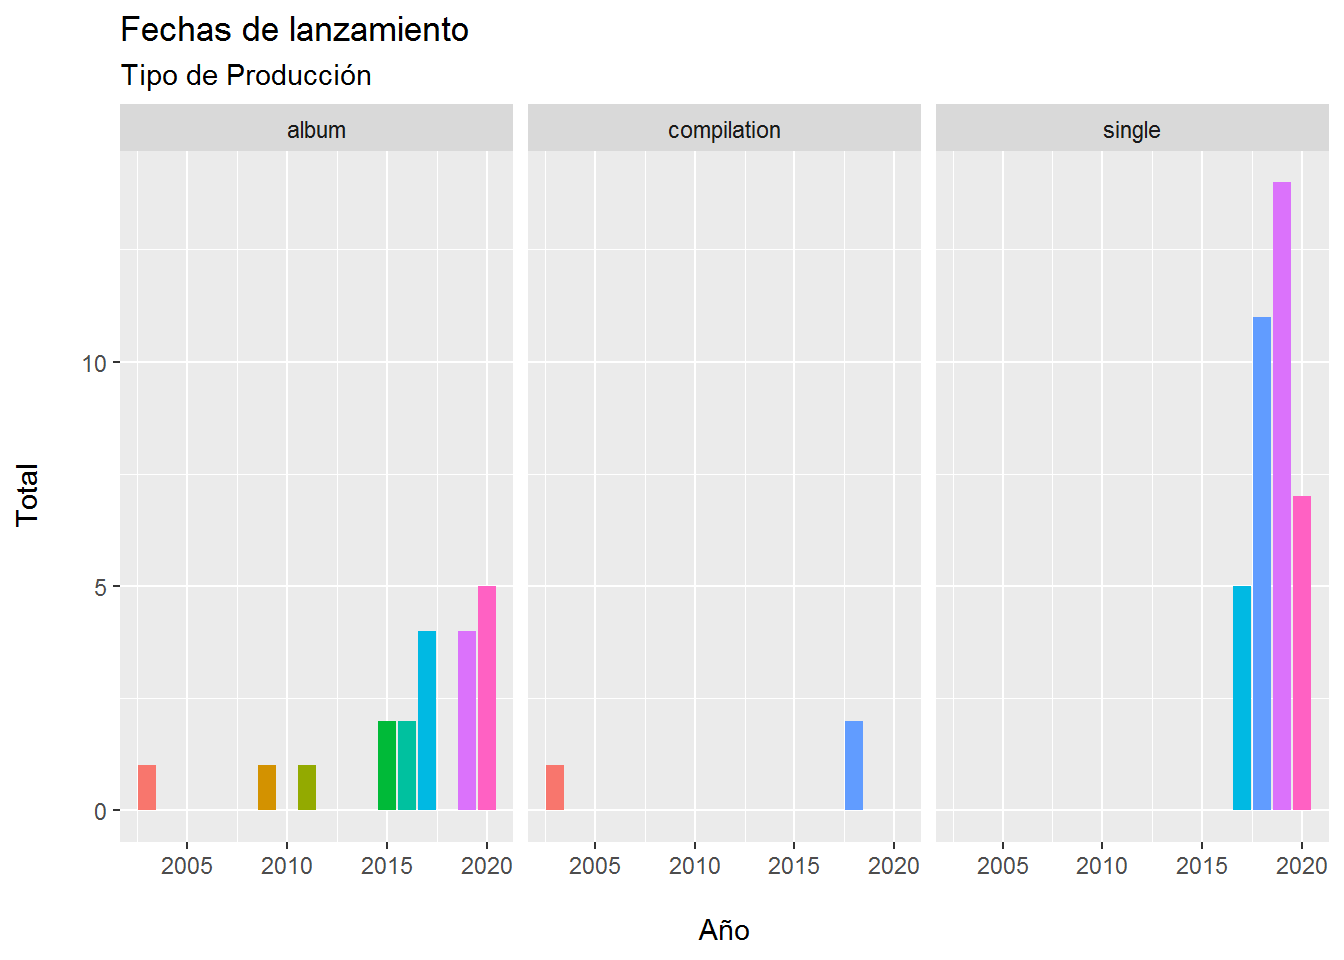 Fechas de lanzamiento
Tipo de Producción
album compilation single
10
5
0
Total
2005 2010 2015 2020 2005 2010 2015 2020 2005 2010 2015 2020
Año